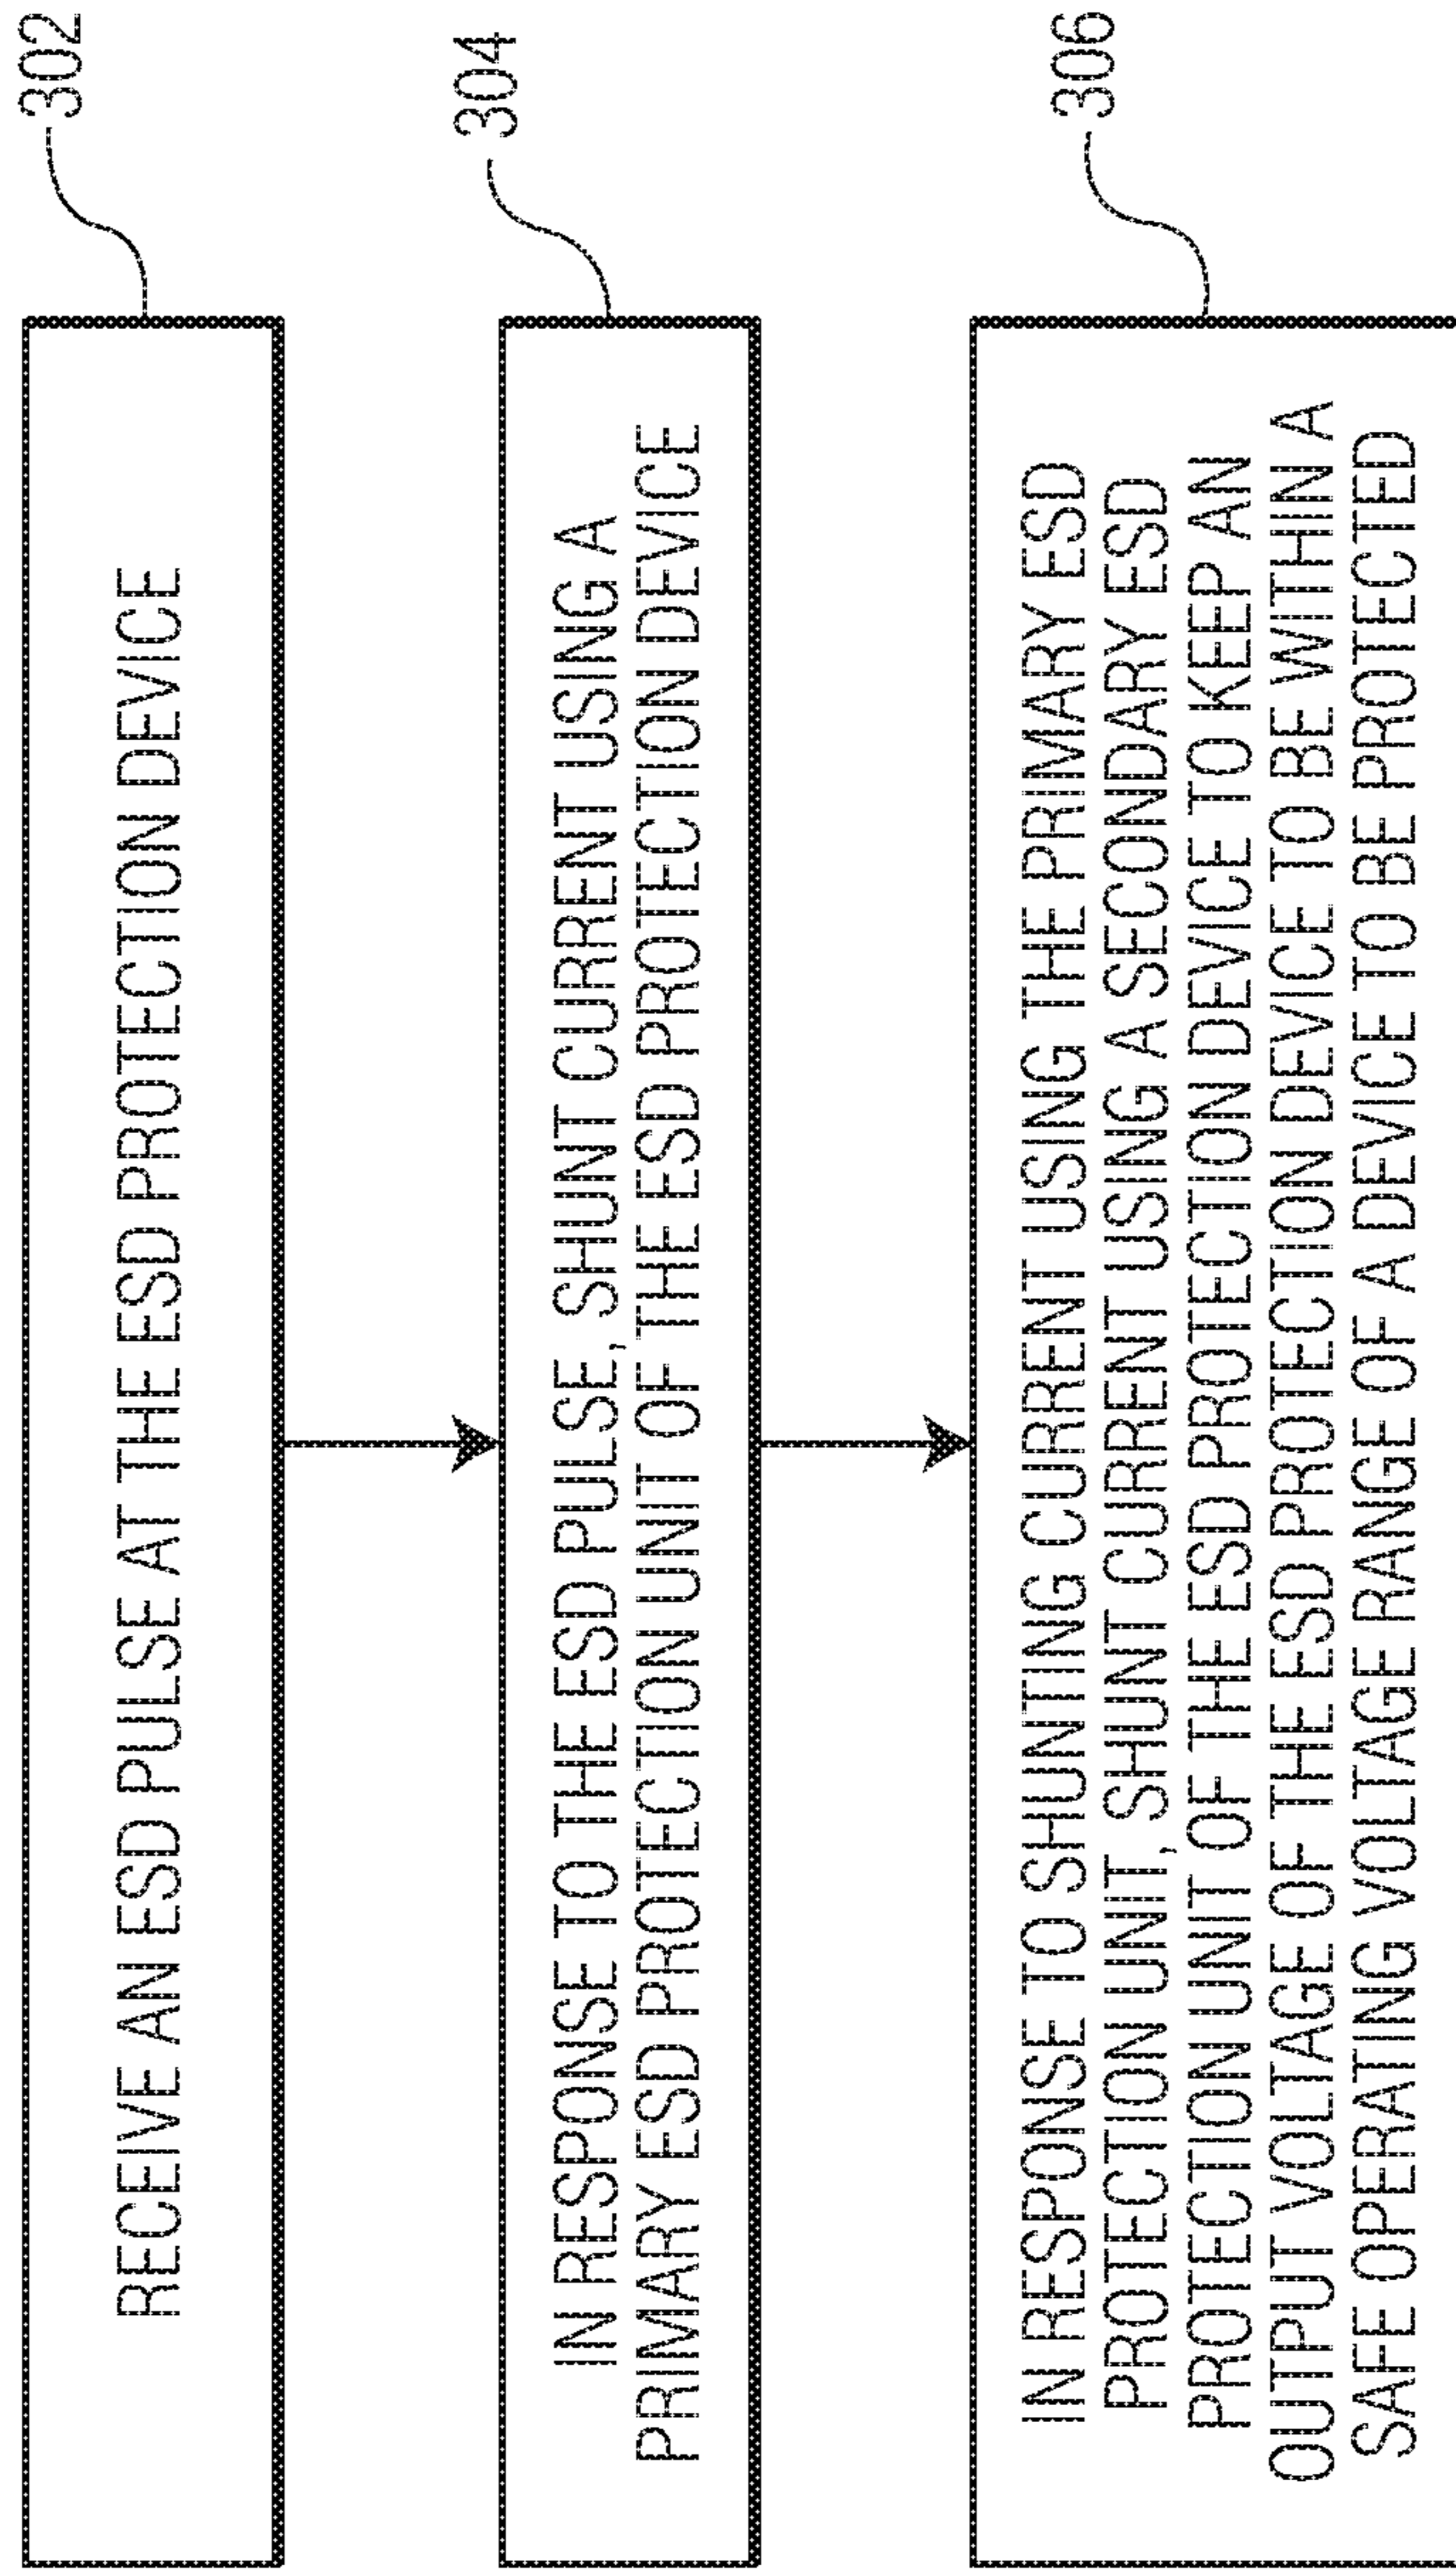 RECEIVE AN ESD PULSE AT THE ESD PROTECTION DEVICE
302
IN RESPONSE TO THE ESD PULSE, SHUNT CURRENT USING A
PRIMARY ESD PROTECTION UNIT OF THE ESD PROTECTION DEVICE
304
IN RESPONSE TO SHUNTING CURRENT USING THE PRIMARY ESD
PROTECTION UNIT, SHUNT CURRENT USING A SECONDARY ESD
PROTECTION UNIT OF THE ESD PROTECTION DEVICE TO KEEP AN
OUTPUT VOLTAGE OF THE ESD PROTECTION DEVICE TO BE WITHIN A
SAFE OPERATING VOLTAGE RANGE OF A DEVICE TO BE PROTECTED
306